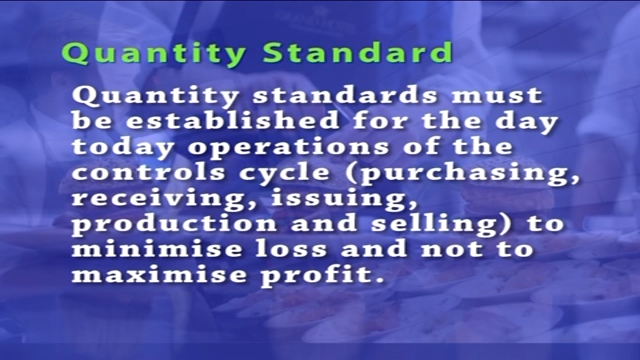 Quantity Standard
Quantity standards must
be established for the day
today operations of the
controls cycle (purchasing,
receiving, issuing,
production and selling) to
minimise loss and not to
maximise profit.